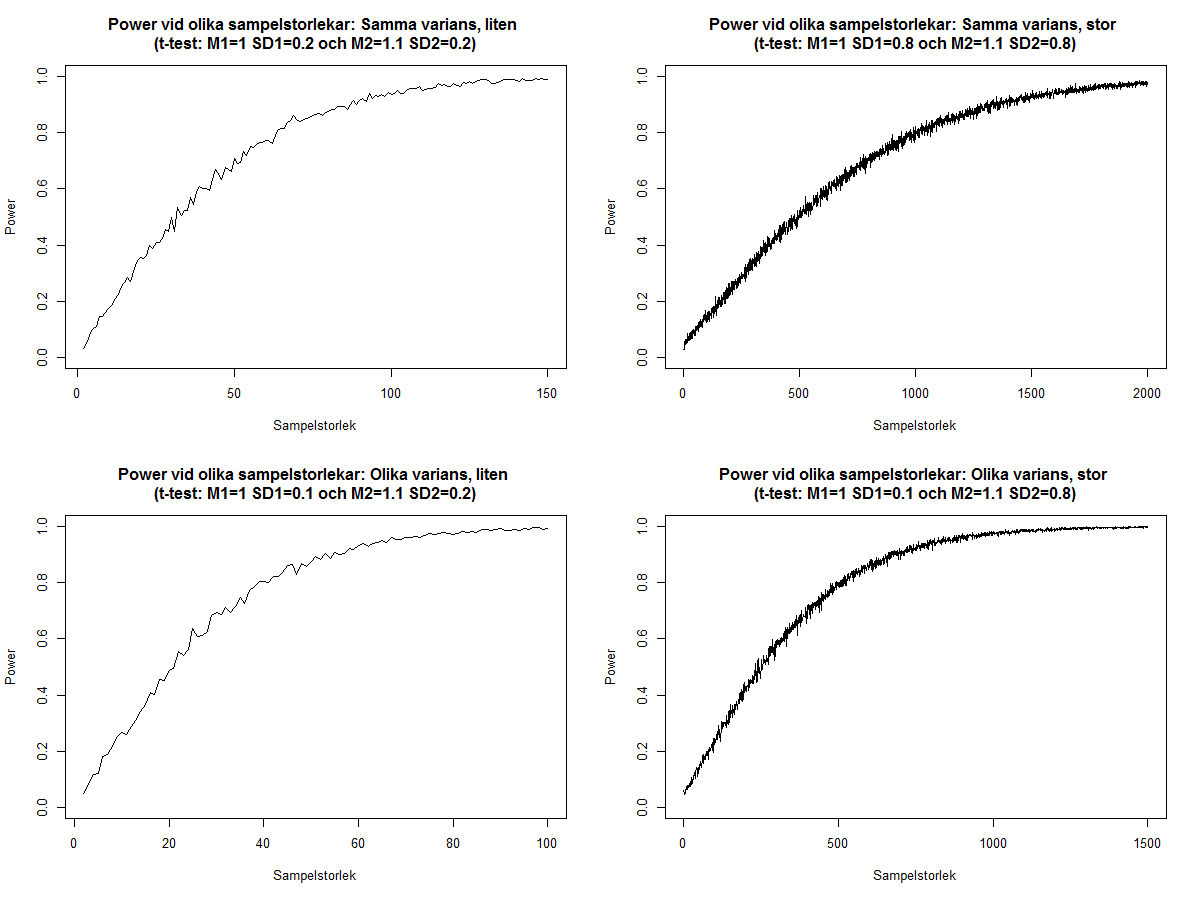 Power vid olika sampelstorlekar: Samma varians, liten
(t-test: M1=1 SD1=0.2 och M2=1.1 SD2=0.2)
Power
0.0
0.2
0.4
0.6
0.8
1.0
0
50
100
150
Sampelstorlek
Power vid olika sampelstorlekar: Samma varians, stor
(t-test: M1=1 SD1=0.8 och M2=1.1 SD2=0.8)
Power
0.0
0.2
0.4
0.6
0.8
1.0
0
500
1000
1500
2000
Sampelstorlek
Power vid olika sampelstorlekar: Olika varians, liten
(t-test: M1=1 SD1=0.1 och M2=1.1 SD2=0.2)
Power
0.0
0.2
0.4
0.6
0.8
1.0
0
20
40
60
80
100
Sampelstorlek
Power vid olika sampelstorlekar: Olika varians, stor
(t-test: M1=1 SD1=0.1 och M2=1.1 SD2=0.8)
Power
0.0
0.2
0.4
0.6
0.8
1.0
0
500
1000
1500
Sampelstorlek